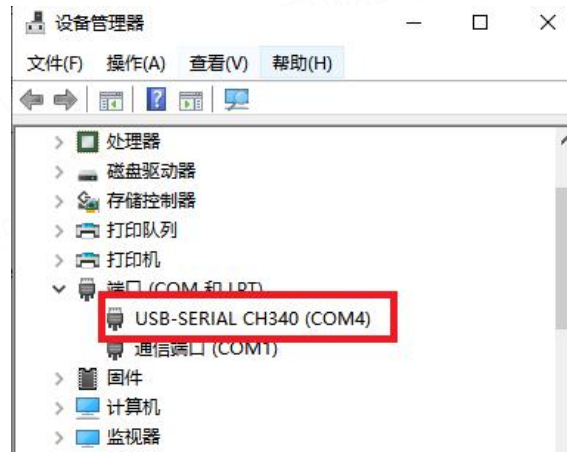 设备管理器
文件(F) 操作(A) 查看(V) 帮助(H)
处理器
磁盘驱动器
存储控制器
打印队列
打印机
端口 (COM 和 LPT)
USB-SERIAL CH340 (COM4)
通信端口 (COM1)
固件
计算机
监视器